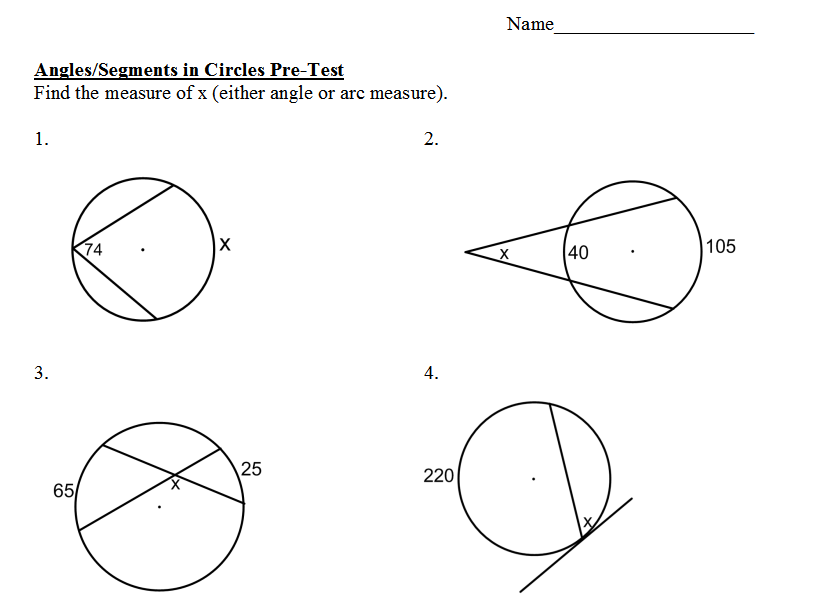 Name____________________
Angles/Segments in Circles Pre-Test
Find the measure of x (either angle or arc measure).
1.
2.
74
x
x
40
105
3.
4.
65
x
25
220
x